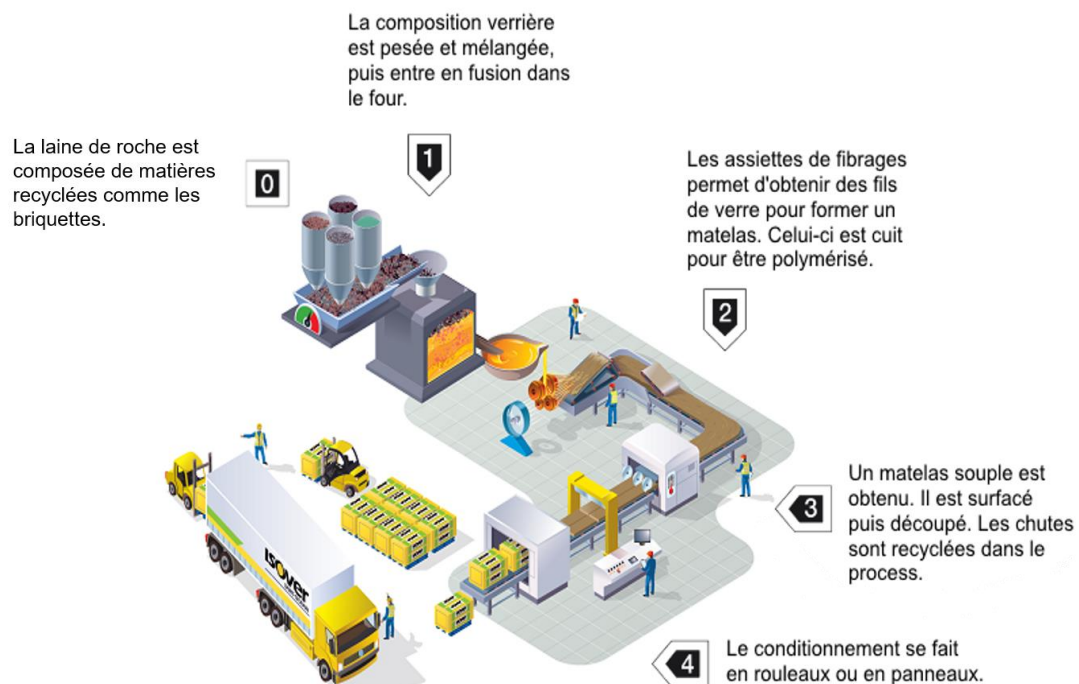 La composition verrière
est pesée et mélangée,
puis entre en fusion dans
le four.
1
La laine de roche est
composée de matières
recyclées comme les
briquettes.
0
Les assiettes de fibrages
permet d'obtenir des fils
de verre pour former un
matelas. Celui-ci est cuit
pour être polymérisé.
2
Un matelas souple est
obtenu. Il est surfacé
puis découpé. Les chutes
sont recyclées dans le
process.
3
isover
Le conditionnement se fait
en rouleaux ou en panneaux.
4